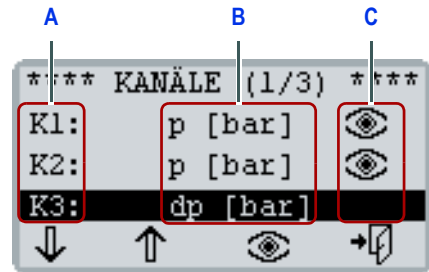 A B C
**** KANÄLE (1/3) ****
K1: p [bar]
K2: p [bar]
K3: dp [bar]